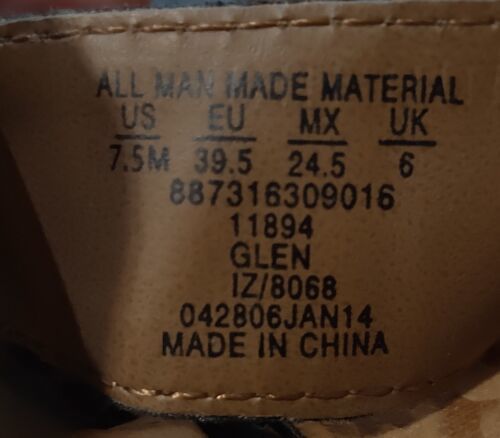 ALL MAN MADE MATERIAL
US EU MX UK
7.5M 39.5 24.5 6
887316309016
11894
GLEN
IZ/8068
042806JAN14
MADE IN CHINA